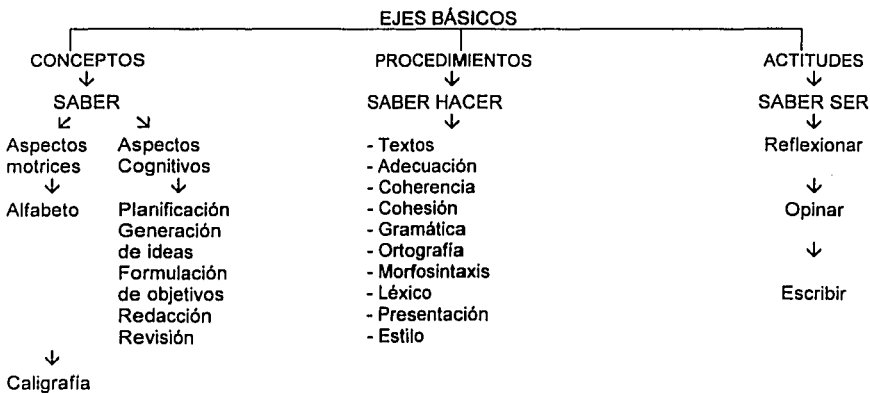 EJES BÁSICOS
CONCEPTOS PROCEDIMIENTOS ACTITUDES
SABER SABER HACER SABER SER
Aspectos motrices
Alfabeto
Caligrafía
Aspectos
Cognitivos
Planificación
Generación
de ideas
Formulación
de objetivos
Redacción
Revisión
- Textos
- Adecuación
- Coherencia
- Cohesión
- Gramática
- Ortografía
- Morfosintaxis
- Léxico
- Presentación
- Estilo
Reflexionar
Opinar
Escribir